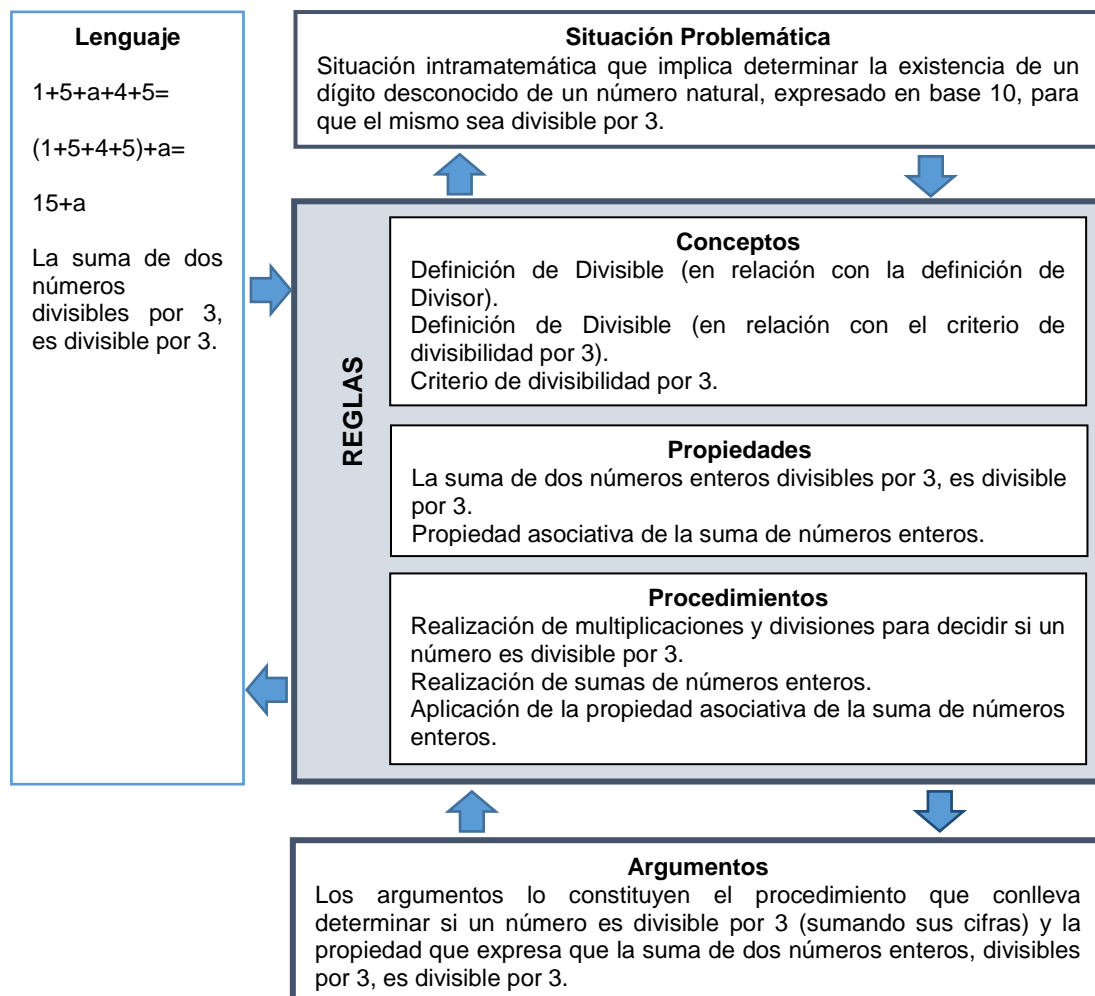 Lenguaje
1+5+a+4+5=
(1+5+4+5)+a=
15+a
La suma de dos
números
divisibles por 3,
es divisible por 3.
Situación Problemática
Situación intramatemática que implica determinar la existencia de un
dígito desconocido de un número natural, expresado en base 10, para
que el mismo sea divisible por 3.
REGLAS
Conceptos
Definición de Divisible (en relación con la definición de
Divisor).
Definición de Divisible (en relación con el criterio de
divisibilidad por 3).
Criterio de divisibilidad por 3.
Propiedades
La suma de dos números enteros divisibles por 3, es divisible
por 3.
Propiedad asociativa de la suma de números enteros.
Procedimientos
Realización de multiplicaciones y divisiones para decidir si un
número es divisible por 3.
Realización de sumas de números enteros.
Aplicación de la propiedad asociativa de la suma de números
enteros.
Argumentos
Los argumentos lo constituyen el procedimiento que conlleva
determinar si un número es divisible por 3 (sumando sus cifras) y la
propiedad que expresa que la suma de dos números enteros, divisibles
por 3, es divisible por 3.